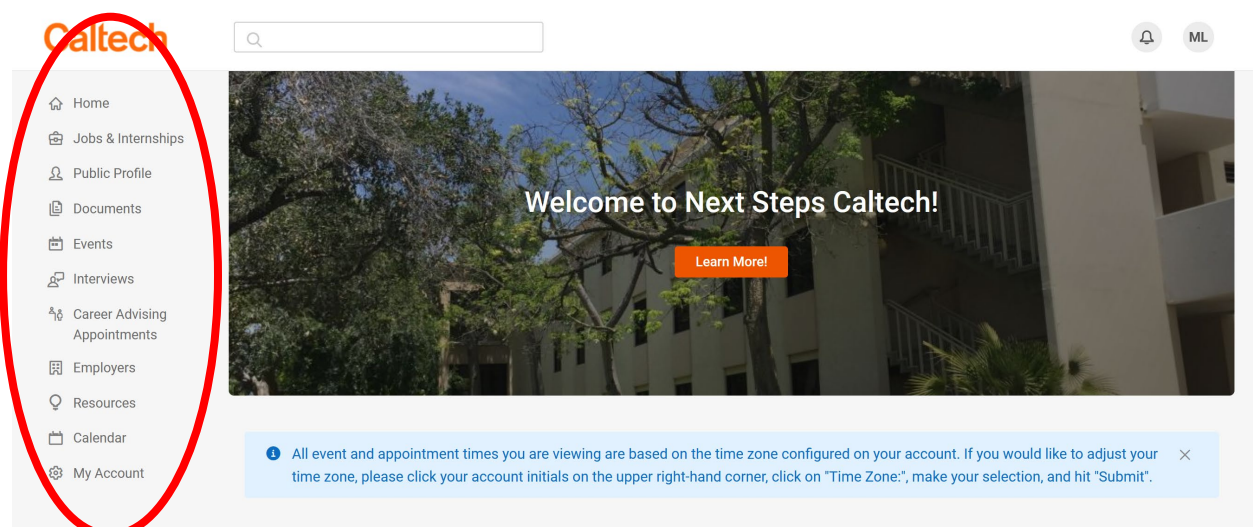 Caltech
ML
Home
Jobs & Internships
Public Profile
Documents
Events
Interviews
Career Advising
Appointments
Employers
Resources
Calendar
My Account
Welcome to Next Steps Caltech!
Learn More!
All event and appointment times you are viewing are based on the time zone configured on your account. If you would like to adjust your
time zone, please click your account initials on the upper right-hand corner, click on "Time Zone:", make your selection, and hit "Submit".